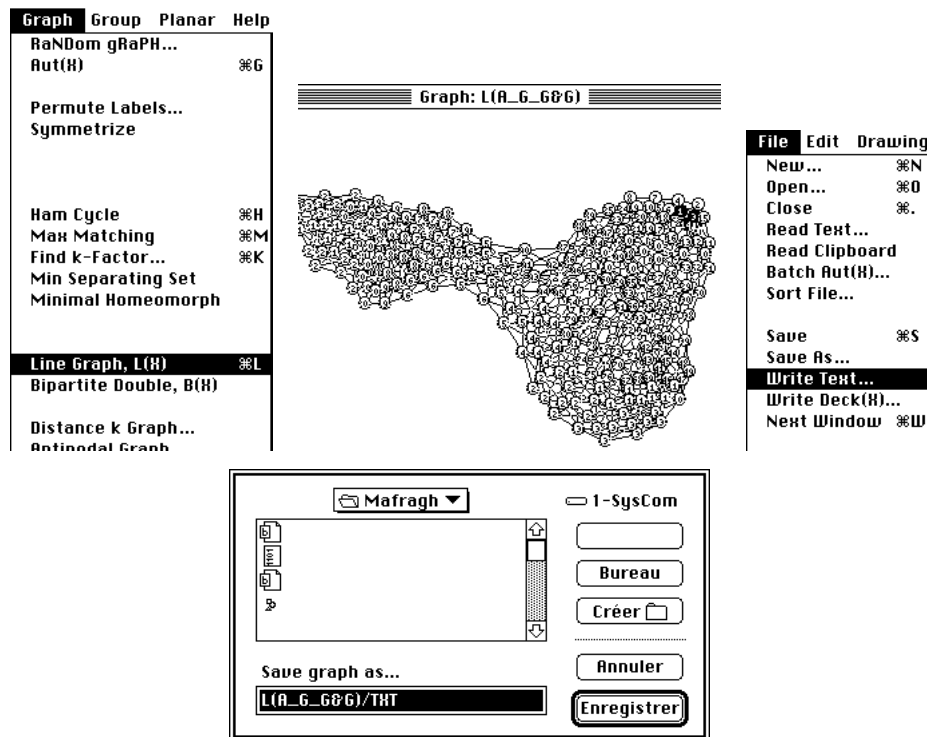 Graph Group Planar Help
RaNDom gRaPH...
Aut(X) ⌘G
Permute Labels...
Symmetrize
Ham Cycle ⌘H
Max Matching ⌘M
Find k-Factor... ⌘K
Min Separating Set
Minimal Homeomorph
Line Graph, L(X) ⌘L
Bipartite Double, B(X)
Distance k Graph...
Antipodal Graph
Graph: L(A_G_G&G)
File Edit Drawing
New... ⌘N
Open... ⌘O
Close ⌘.
Read Text...
Read Clipboard
Batch Aut(X)...
Sort File...
Save ⌘S
Save As...
Write Text...
Write Deck(X)...
Next Window ⌘W
Mafragh
1-SysCom
Bureau
Créer
Save graph as...
Annuler
L(A_G_G&G)/TXT
Enregistrer